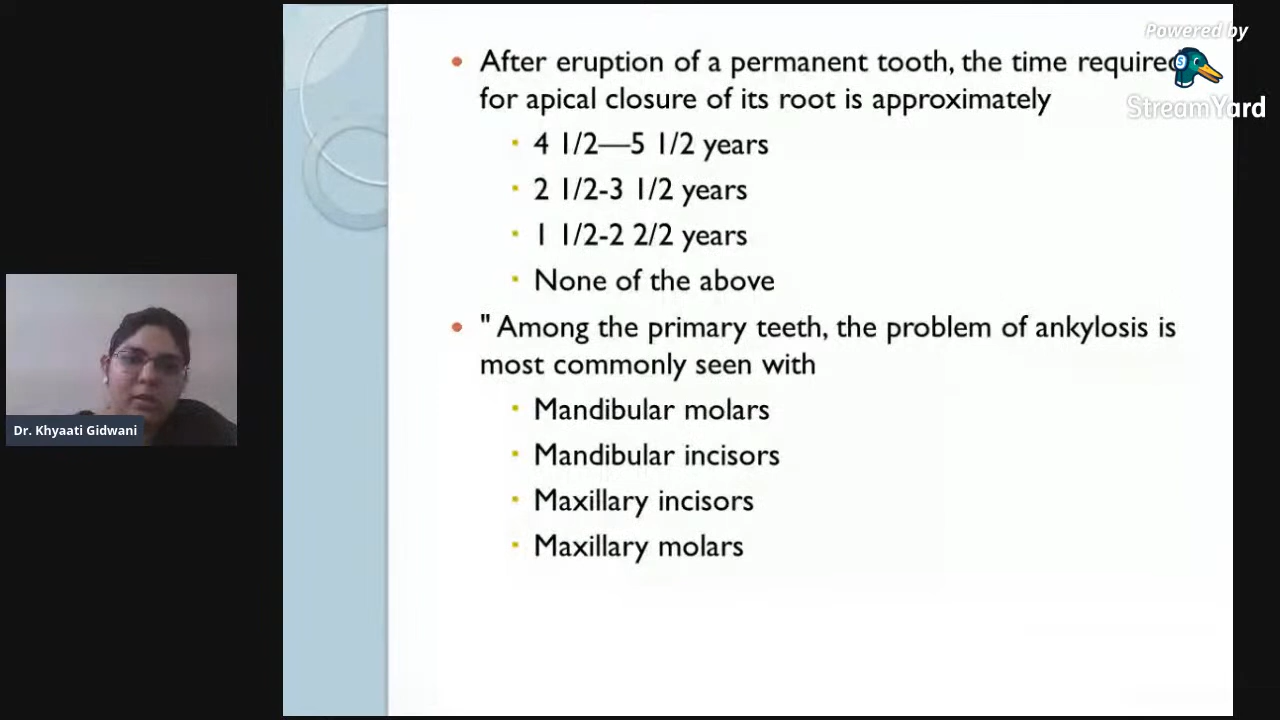 Powered by
StreamYard
• After eruption of a permanent tooth, the time required
for apical closure of its root is approximately
▪ 4 1/2—5 1/2 years
▪ 2 1/2-3 1/2 years
▪ 1 1/2-2 2/2 years
▪ None of the above
• " Among the primary teeth, the problem of ankylosis is
most commonly seen with
▪ Mandibular molars
▪ Mandibular incisors
▪ Maxillary incisors
▪ Maxillary molars
Dr. Khyaati Gidwani